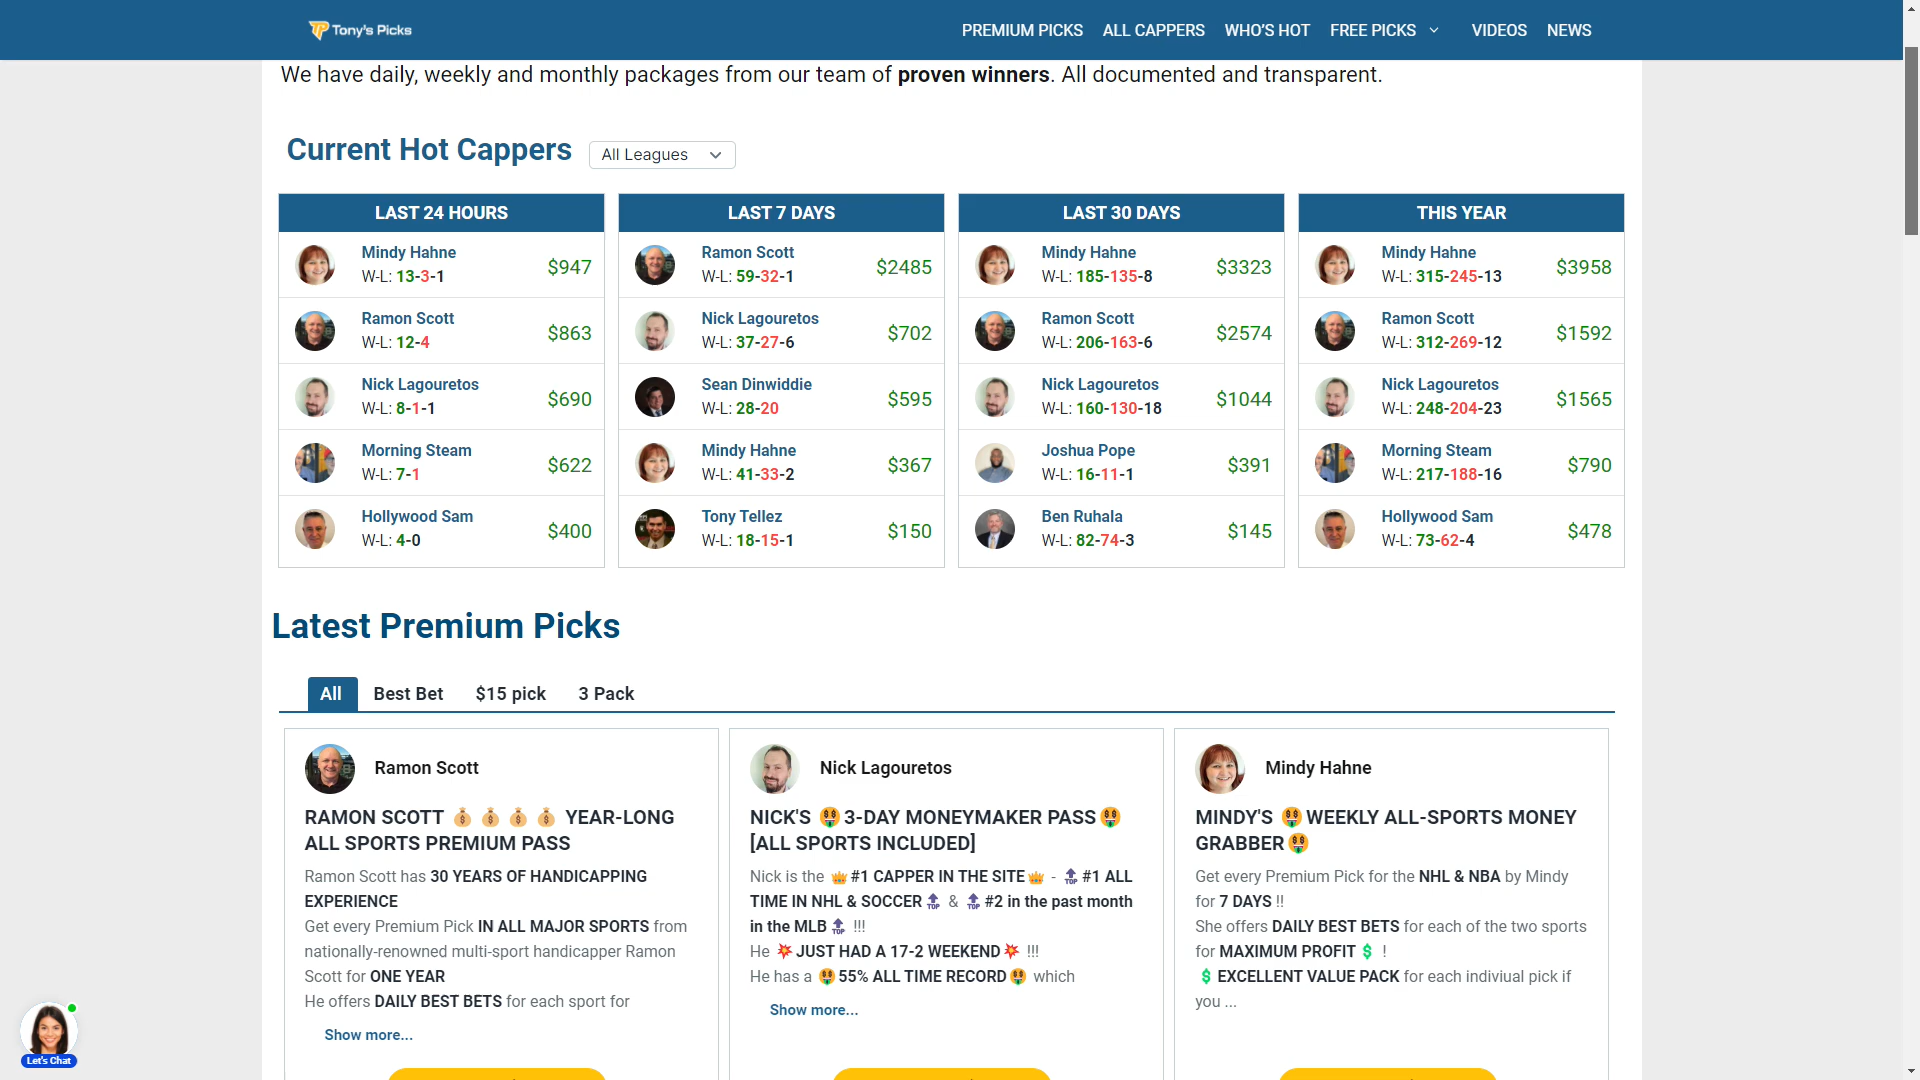 Tony's Picks
PREMIUM PICKS
ALL CAPPERS
WHO'S HOT
FREE PICKS
VIDEOS
NEWS
We have daily, weekly and monthly packages from our team of proven winners. All documented and transparent.
Current Hot Cappers
All Leagues
LAST 24 HOURS
Mindy Hahne
W-L: 13-3-1
$947
Ramon Scott
W-L: 12-4
$863
Nick Lagouretos
W-L: 8-1-1
$690
Morning Steam
W-L: 7-1
$622
Hollywood Sam
W-L: 4-0
$400
LAST 7 DAYS
Ramon Scott
W-L: 59-32-1
$2485
Nick Lagouretos
W-L: 37-27-6
$702
Sean Dinwiddie
W-L: 28-20
$595
Mindy Hahne
W-L: 41-33-2
$367
Tony Tellez
W-L: 18-15-1
$150
LAST 30 DAYS
Mindy Hahne
W-L: 185-135-8
$3323
Ramon Scott
W-L: 206-163-6
$2574
Nick Lagouretos
W-L: 160-130-18
$1044
Joshua Pope
W-L: 16-11-1
$391
Ben Ruhala
W-L: 82-74-3
$145
THIS YEAR
Mindy Hahne
W-L: 315-245-13
$3958
Ramon Scott
W-L: 312-269-12
$1592
Nick Lagouretos
W-L: 248-204-23
$1565
Morning Steam
W-L: 217-188-16
$790
Hollywood Sam
W-L: 73-62-4
$478
Latest Premium Picks
All
Best Bet
$15 pick
3 Pack
Ramon Scott
RAMON SCOTT 💰 💰 💰 💰 YEAR-LONG
ALL SPORTS PREMIUM PASS
Ramon Scott has 30 YEARS OF HANDICAPPING
EXPERIENCE
Get every Premium Pick IN ALL MAJOR SPORTS from
nationally-renowned multi-sport handicapper Ramon
Scott for ONE YEAR
He offers DAILY BEST BETS for each sport for
Show more...
Nick Lagouretos
NICK'S 🤑3-DAY MONEYMAKER PASS🤑
[ALL SPORTS INCLUDED]
Nick is the 👑#1 CAPPER IN THE SITE👑 - 🔝#1 ALL
TIME IN NHL & SOCCER🔝 & 🔝#2 in the past month
in the MLB🔝 !!!
He 💥JUST HAD A 17-2 WEEKEND💥 !!!
He has a 🤑55% ALL TIME RECORD🤑 which
Show more...
Mindy Hahne
MINDY'S 🤑WEEKLY ALL-SPORTS MONEY
GRABBER🤑
Get every Premium Pick for the NHL & NBA by Mindy
for 7 DAYS !!
She offers DAILY BEST BETS for each of the two sports
for MAXIMUM PROFIT💲 !
💲EXCELLENT VALUE PACK for each indiviual pick if
you ...
Let's Chat